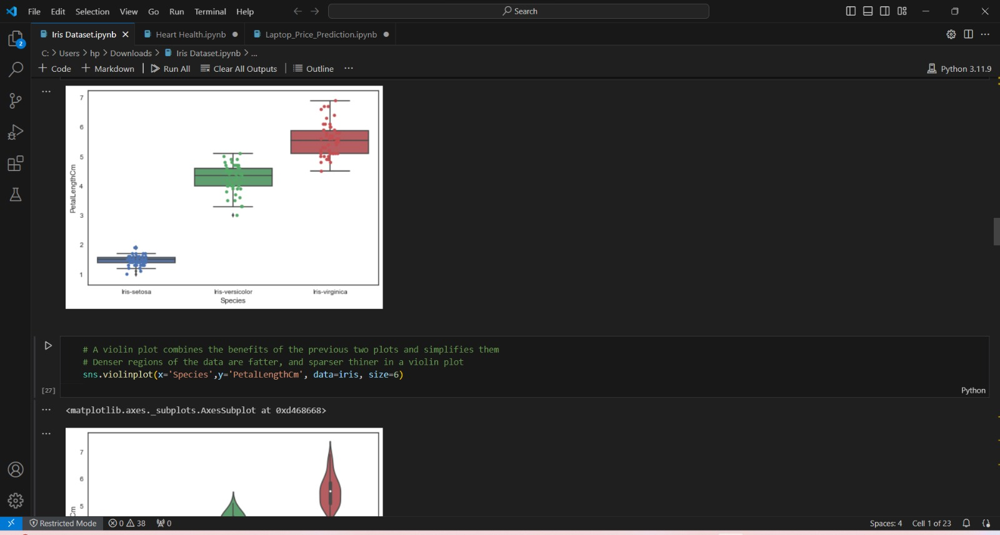 File Edit Selection View Go Run Terminal Help
Search
2
Iris Dataset.ipynb
Heart Health.ipynb
Laptop_Price_Prediction.ipynb
C: > Users > hp > Downloads > Iris Dataset.ipynb > ...
+ Code + Markdown | Run All Clear All Outputs | Outline ...
Python 3.11.9
7
6
5
4
3
2
1
PetalLengthCm
Iris-setosa Iris-versicolor Iris-virginica
Species
# A violin plot combines the benefits of the previous two plots and simplifies them
# Denser regions of the data are fatter, and sparser thiner in a violin plot
sns.violinplot(x='Species',y='PetalLengthCm', data=iris, size=6)
[27]
Python
<matplotlib.axes._subplots.AxesSubplot at 0xd468668>
7
6
5
Cm
Restricted Mode 0 38 0
Spaces: 4 Cell 1 of 23